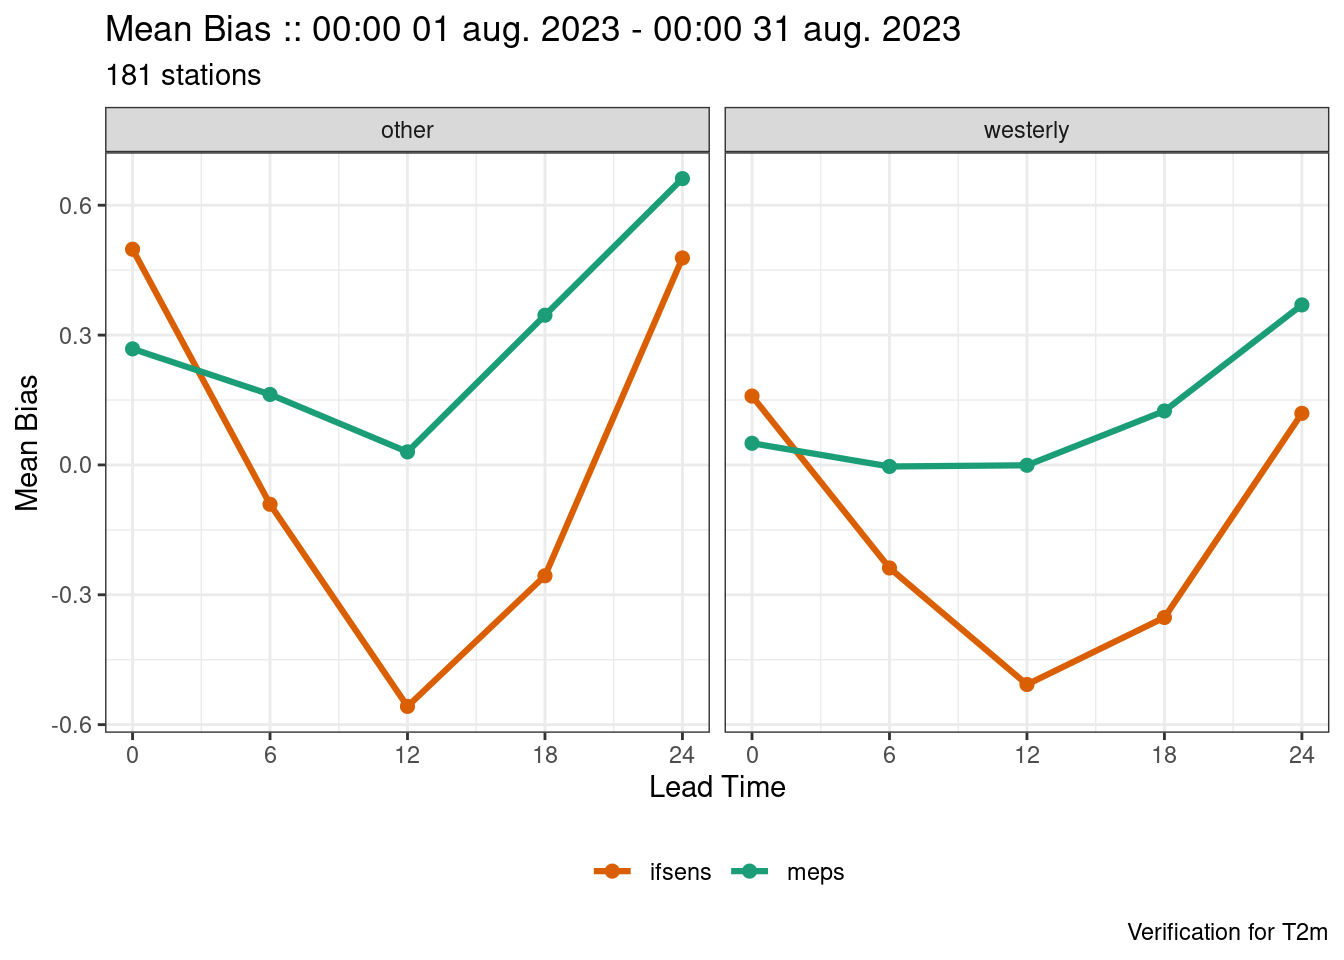 Mean Bias :: 00:00 01 aug. 2023 - 00:00 31 aug. 2023
181 stations
other
westerly
Mean Bias
0.6
0.3
0.0
-0.3
-0.6
0 6 12 18 24
0 6 12 18 24
Lead Time
ifsens meps
Verification for T2m